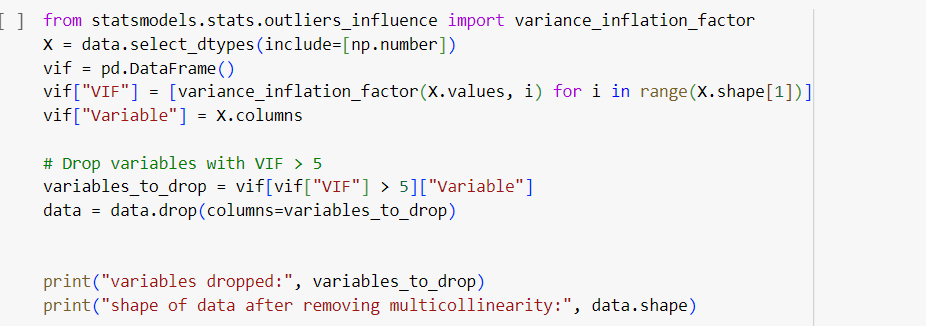 [ ] from statsmodels.stats.outliers_influence import variance_inflation_factor
X = data.select_dtypes(include=[np.number])
vif = pd.DataFrame()
vif["VIF"] = [variance_inflation_factor(X.values, i) for i in range(X.shape[1])]
vif["Variable"] = X.columns
# Drop variables with VIF > 5
variables_to_drop = vif[vif["VIF"] > 5]["Variable"]
data = data.drop(columns=variables_to_drop)
print("variables dropped:", variables_to_drop)
print("shape of data after removing multicollinearity:", data.shape)